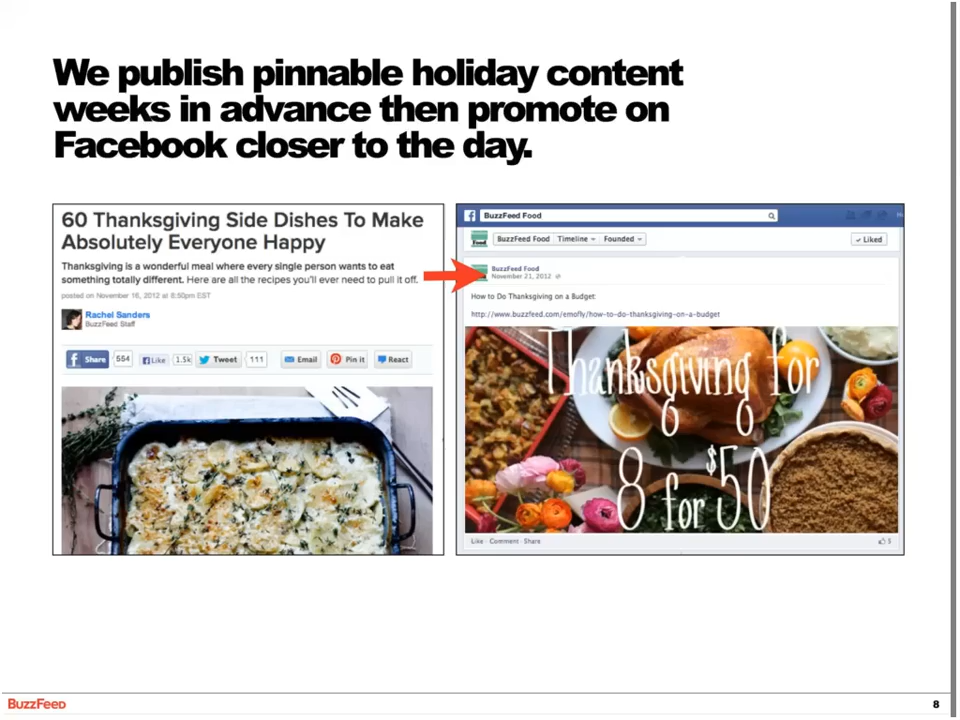 We publish pinnable holiday content
weeks in advance then promote on
Facebook closer to the day.
60 Thanksgiving Side Dishes To Make
Absolutely Everyone Happy
Thanksgiving is a wonderful meal where every single person wants to eat
something totally different. Here are all the recipes you'll ever need to pull it off.
posted on November 16, 2012 at 8:50pm EST
Rachel Sanders
BuzzFeed Staff
Share 554 Like 1.5k Tweet 111 Email Pin it React
BuzzFeed Food
Food BuzzFeed Food Timeline Founded Liked
BuzzFeed Food
November 21, 2012
How to Do Thanksgiving on a Budget:
http://www.buzzfeed.com/emofly/how-to-do-thanksgiving-on-a-budget
Thanksgiving for
8 for $50
Like · Comment · Share 5
BuzzFeed 8